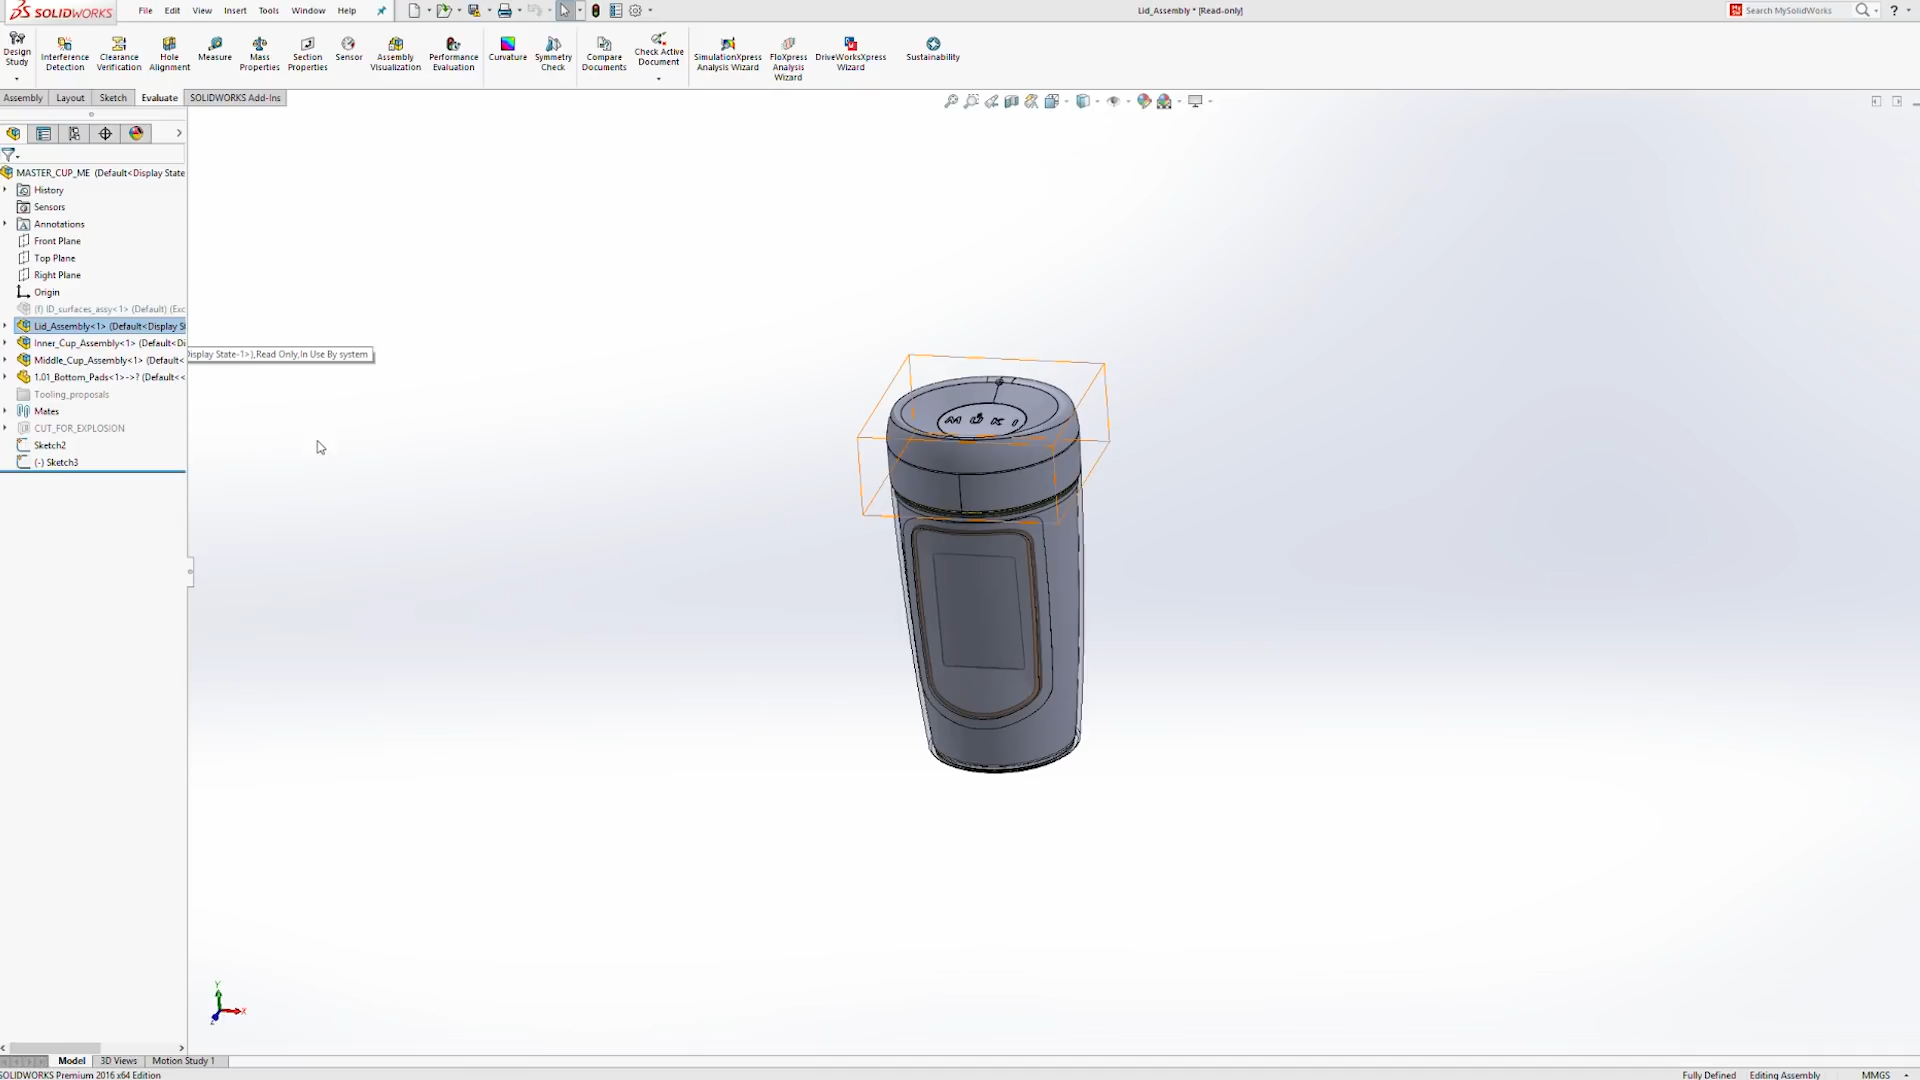 SOLIDWORKS File Edit View Insert Tools Window Help Lid_Assembly * [Read-only] Search MySolidWorks ?
Design Study
Interference Detection
Clearance Verification
Hole Alignment
Measure
Mass Properties
Section Properties
Sensor
Assembly Visualization
Performance Evaluation
Curvature
Symmetry Check
Compare Documents
Check Active Document
SimulationXpress Analysis Wizard
FloXpress Analysis Wizard
DriveWorksXpress Wizard
Sustainability
Assembly Layout Sketch Evaluate SOLIDWORKS Add-Ins
MASTER_CUP_ME (Default<Display State
History
Sensors
Annotations
Front Plane
Top Plane
Right Plane
Origin
(f) ID_surfaces_assy<1> (Default) (Exc
Lid_Assembly<1> (Default<Display S
Inner_Cup_Assembly<1> (Default<Di
Display State-1>),Read Only,In Use By system
Middle_Cup_Assembly<1> (Default<
1.01_Bottom_Pads<1>->? (Default<<
Tooling_proposals
Mates
CUT_FOR_EXPLOSION
Sketch2
(-) Sketch3
MÛKI
Y
X
Z
Model 3D Views Motion Study 1
SOLIDWORKS Premium 2016 x64 Edition Fully Defined Editing Assembly MMGS